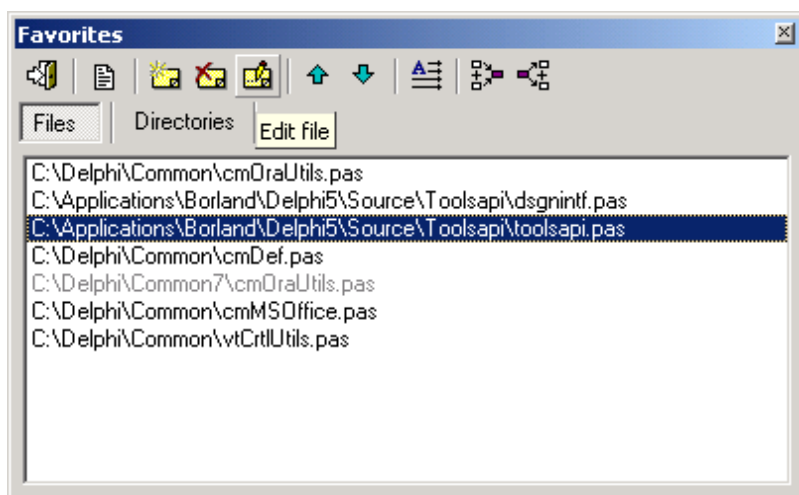 Favorites
Files Directories Edit file
C:\Delphi\Common\cmOraUtils.pas
C:\Applications\Borland\Delphi5\Source\Toolsapi\dsgnintf.pas
C:\Applications\Borland\Delphi5\Source\Toolsapi\toolsapi.pas
C:\Delphi\Common\cmDef.pas
C:\Delphi\Common7\cmOraUtils.pas
C:\Delphi\Common\cmMSOffice.pas
C:\Delphi\Common\vtCrtlUtils.pas